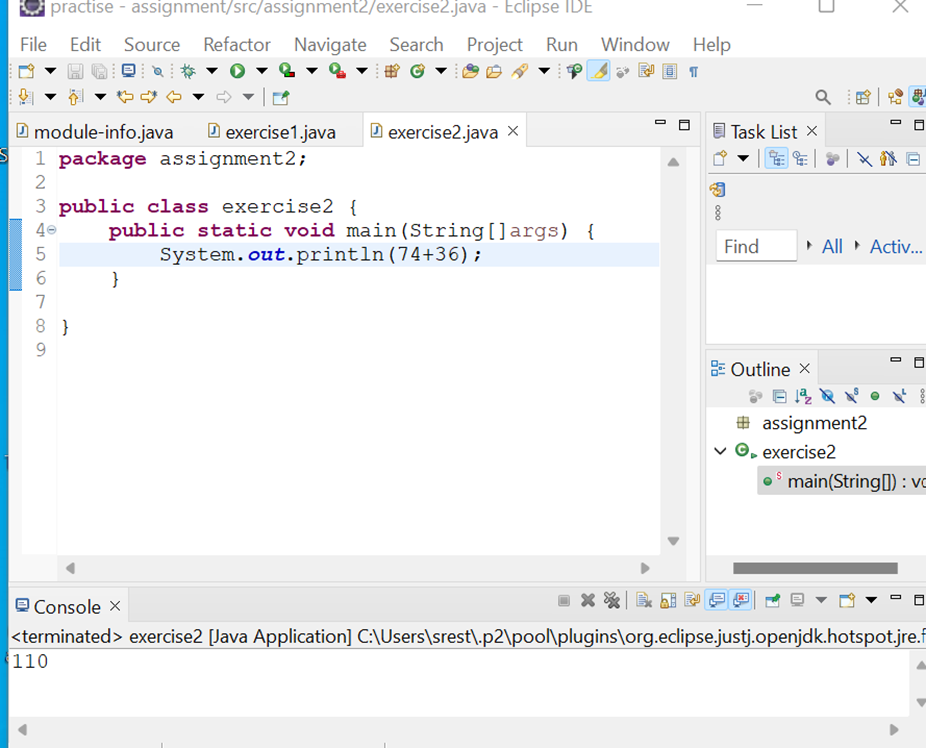 practise - assignment/src/assignment2/exercise2.java - Eclipse IDE
File Edit Source Refactor Navigate Search Project Run Window Help
module-info.java exercise1.java exercise2.java
1 package assignment2;
2
3 public class exercise2 {
4 public static void main(String[]args) {
5 System.out.println(74+36);
6 }
7
8 }
9
Task List
Find All Activ...
Outline
assignment2
exercise2
main(String[]) : vo
Console
<terminated> exercise2 [Java Application] C:\Users\srest\.p2\pool\plugins\org.eclipse.justj.openjdk.hotspot.jre.f
110